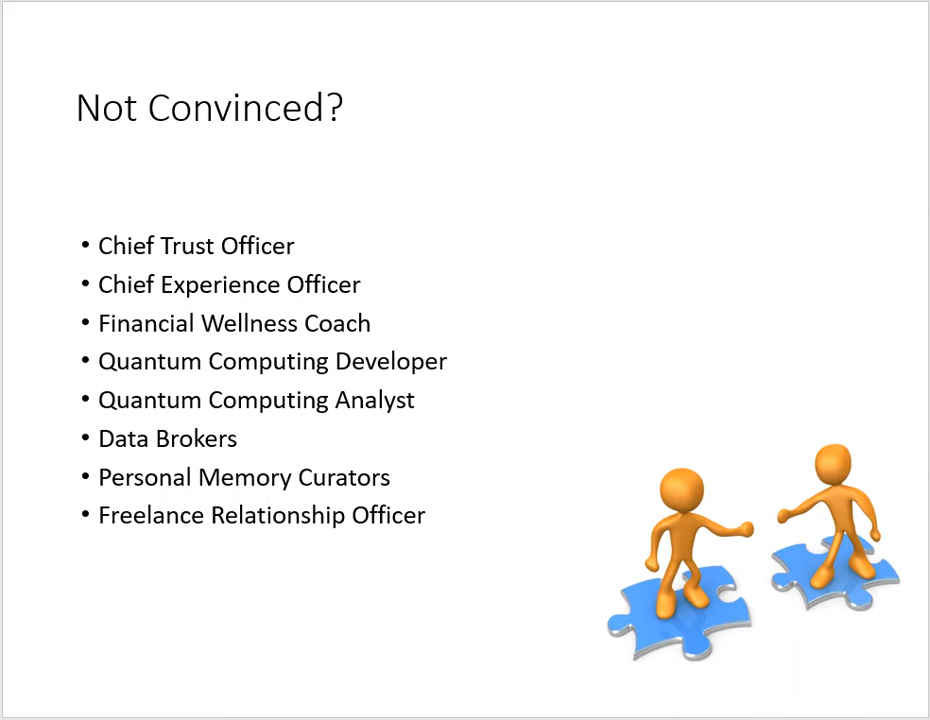 Not Convinced?
• Chief Trust Officer
• Chief Experience Officer
• Financial Wellness Coach
• Quantum Computing Developer
• Quantum Computing Analyst
• Data Brokers
• Personal Memory Curators
• Freelance Relationship Officer